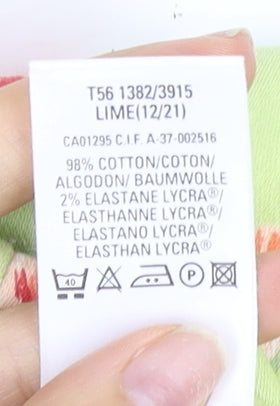 T56 1382/3915
LIME(12/21)
CA01295 C.I.F. A-37-002516
98% COTTON/COTON/
ALGODON/ BAUMWOLLE
2% ELASTANE LYCRA®/
ELASTHANNE LYCRA®/
ELASTANO LYCRA®/
ELASTHAN LYCRA®
40 P